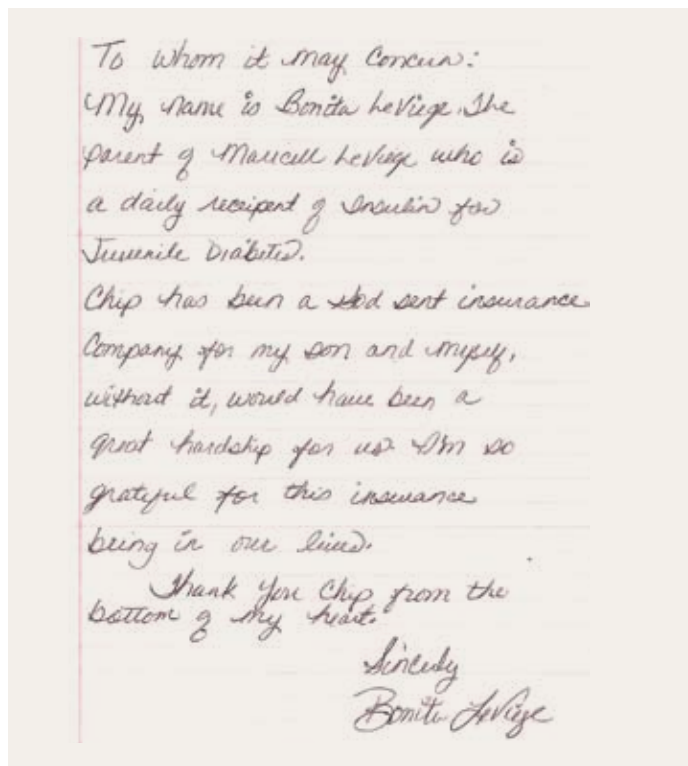 To whom it may Concern:
My name is Bonita LeViege. The
parent of Maricell LeViege who is
a daily recipent of Insulin for
Juvenile Diabetes.
Chip has been a God sent insurance
Company for my son and myself,
without it, would have been a
great hardship for us. I'm so
grateful for this insurance
being in our lives.
Thank You Chip from the
bottom of my heart.
Sincerly
Bonita LeViege